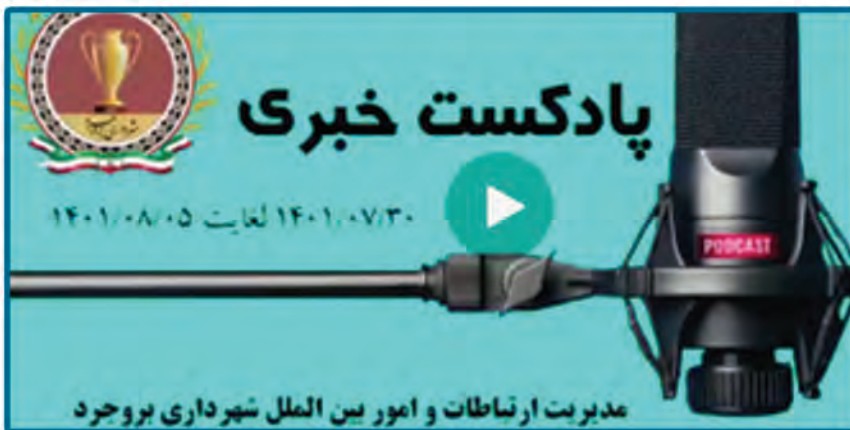 پادکست خبری
۱۴۰۱/۰۷/۳۰ لغایت ۱۴۰۱/۰۸/۰۵
PODCAST
مدیریت ارتباطات و امور بین الملل شهرداری بروجرد